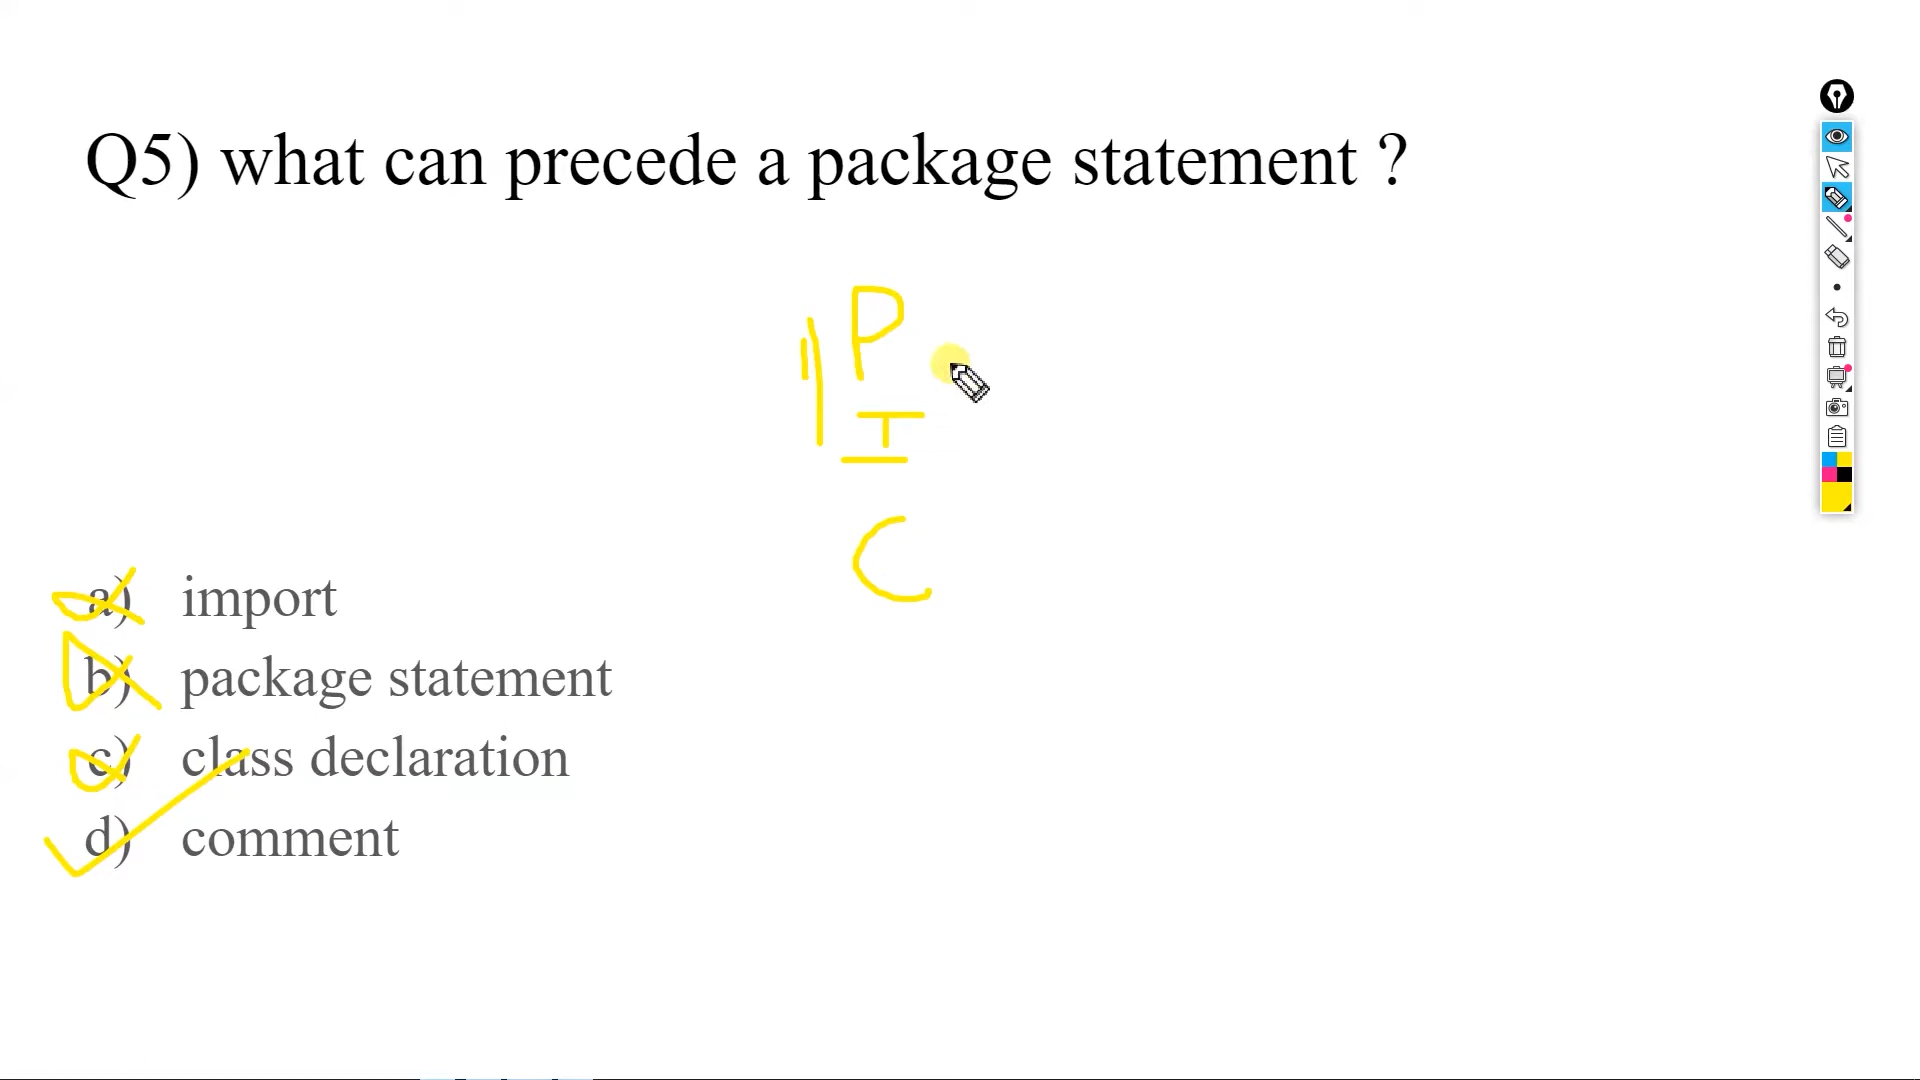 Q5) what can precede a package statement ?
P
I
C
a) import
b) package statement
c) class declaration
d) comment